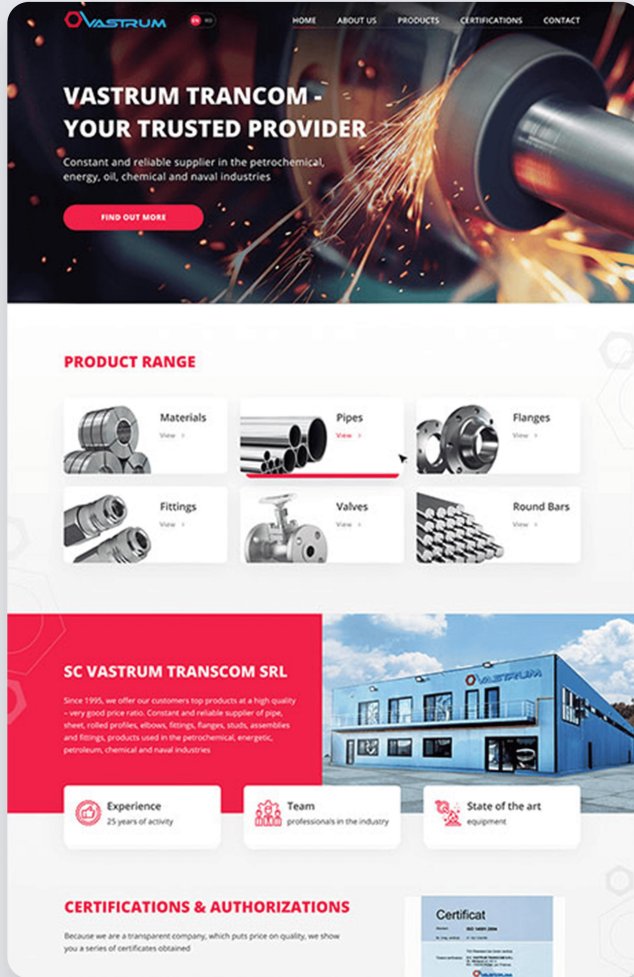 VASTRUM
EN RO
HOME ABOUT US PRODUCTS CERTIFICATIONS CONTACT
VASTRUM TRANCOM -
YOUR TRUSTED PROVIDER
Constant and reliable supplier in the petrochemical,
energy, oil, chemical and naval industries
FIND OUT MORE
PRODUCT RANGE
Materials
View >
Pipes
View >
Flanges
View >
Fittings
View >
Valves
View >
Round Bars
View >
SC VASTRUM TRANSCOM SRL
Since 1995, we offer our customers top products at a high quality
– very good price ratio. Constant and reliable supplier of pipe,
sheet, rolled profiles, elbows, fittings, flanges, studs, assemblies
and fittings, products used in the petrochemical, energetic,
petroleum, chemical and naval industries
VASTRUM
Experience
25 years of activity
Team
professionals in the industry
State of the art
equipment
CERTIFICATIONS & AUTHORIZATIONS
Because we are a transparent company, which puts price on quality, we show
you a series of certificates obtained
Certificat
ISO 14001:2004
VASTRUM